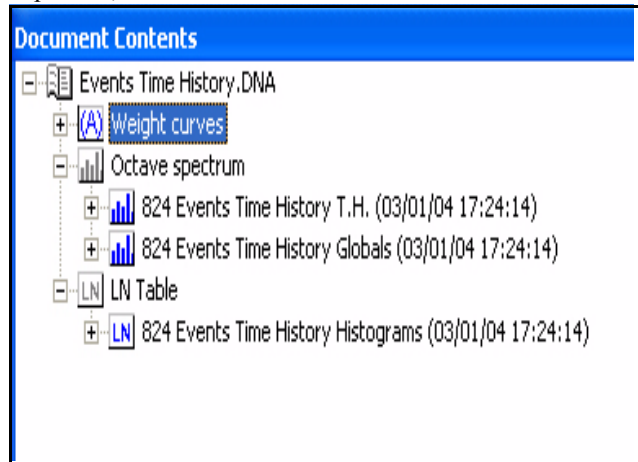 Document Contents
Events Time History.DNA
(A) Weight curves
Octave spectrum
824 Events Time History T.H. (03/01/04 17:24:14)
824 Events Time History Globals (03/01/04 17:24:14)
LN LN Table
LN 824 Events Time History Histograms (03/01/04 17:24:14)